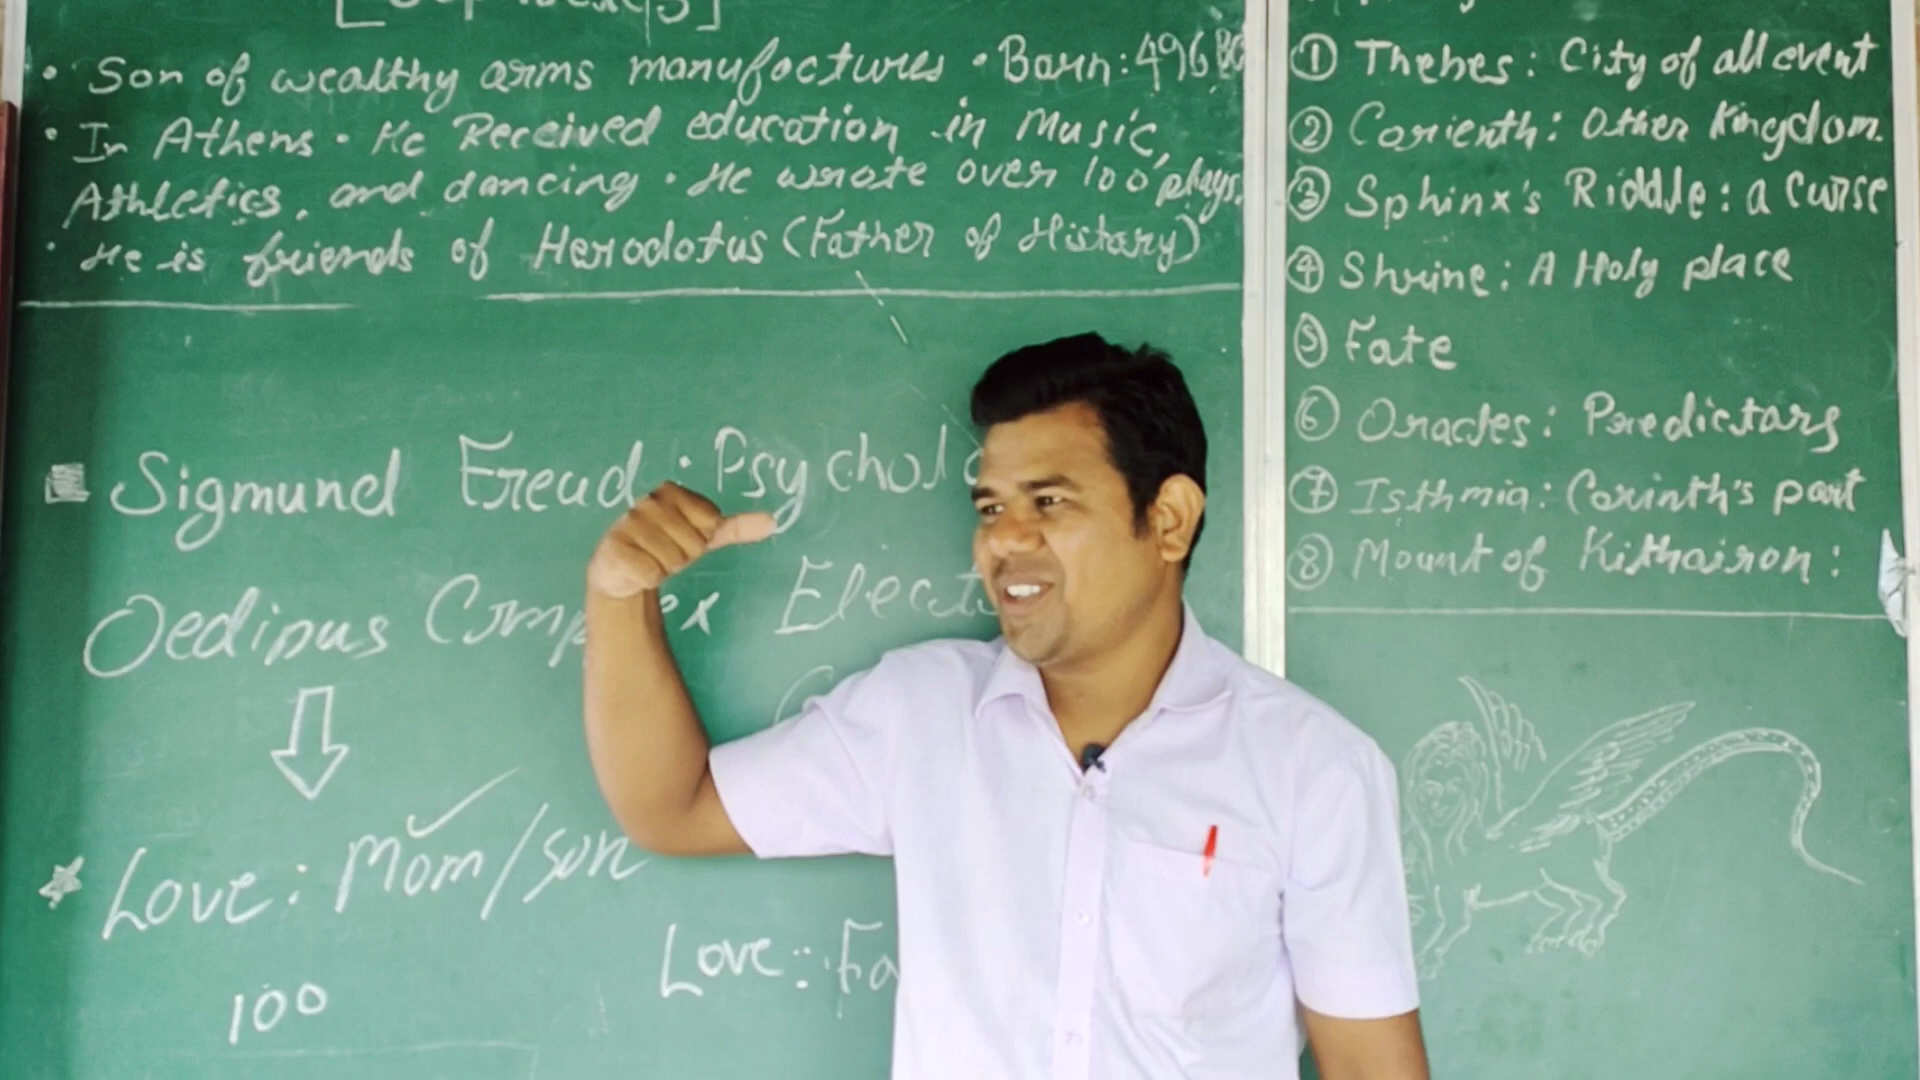 • Son of wealthy arms manufactures • Born: 496 BC
• In Athens • He Received education in Music,
Athletics, and dancing • He wrote over 100 plays.
• He is friends of Herodotus (Father of History)
Sigmund Freud • Psychol
Oedipus Comp ex Elect
Love: Mom/son
100
Love: Fa
① Thebes: City of all event
② Corienth: Other Kingdom.
③ Sphinx's Riddle: a curse
④ Shrine: A Holy place
⑤ Fate
⑥ Oracles: Predictors
⑦ Isthmia: Corinth's part
⑧ Mount of Kithairon: